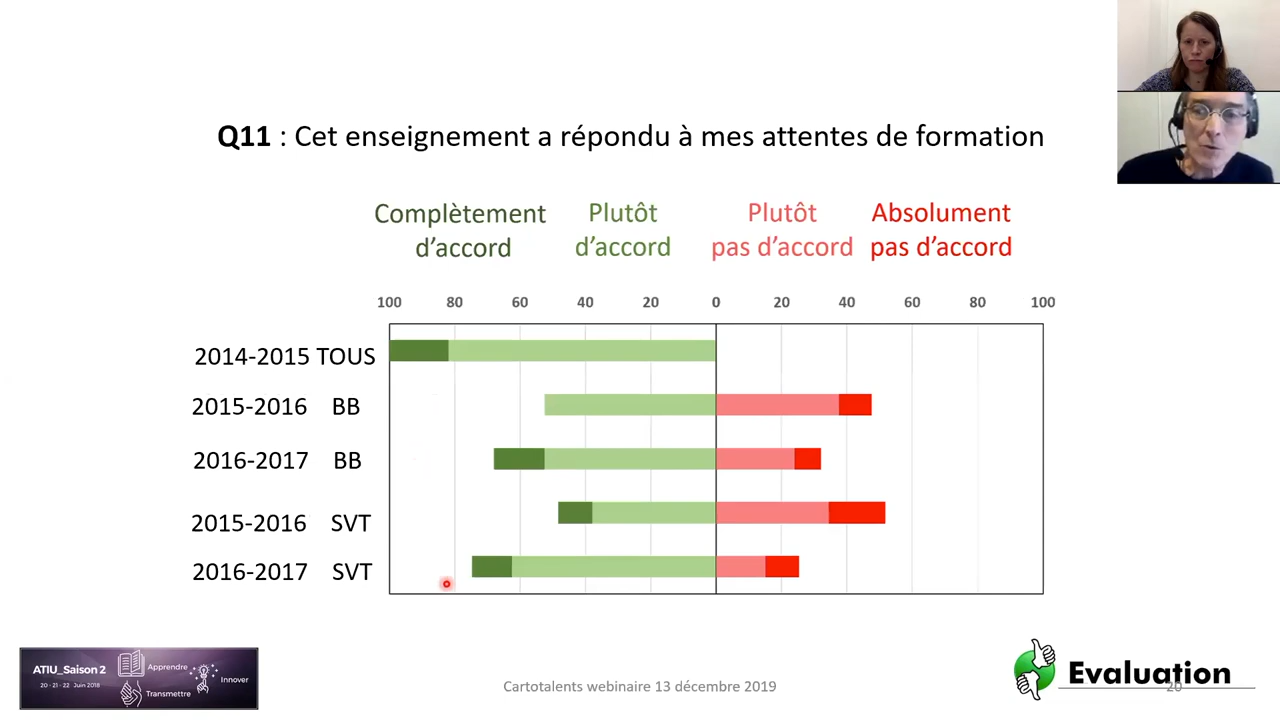 Q11 : Cet enseignement a répondu à mes attentes de formation
Complètement d’accord
Plutôt d’accord
Plutôt pas d’accord
Absolument pas d’accord
100 80 60 40 20 0 20 40 60 80 100
2014-2015 TOUS
2015-2016 BB
2016-2017 BB
2015-2016 SVT
2016-2017 SVT
ATIU_Saison 2
20 - 21 - 22 Juin 2018
Apprendre
Innover
Transmettre
Cartotalents webinaire 13 décembre 2019
Evaluation
20